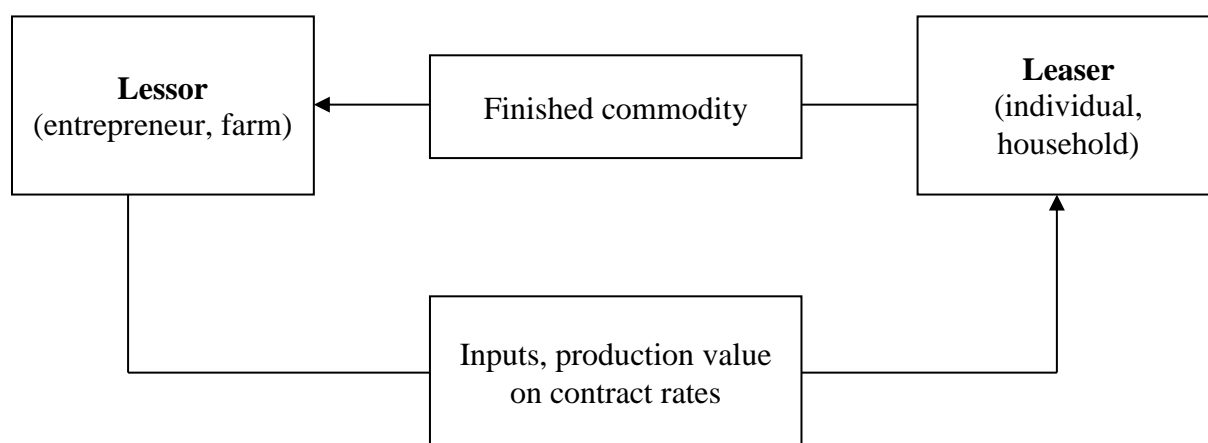 Lessor
(entrepreneur, farm)
Finished commodity
Leaser
(individual,
household)
Inputs, production value
on contract rates